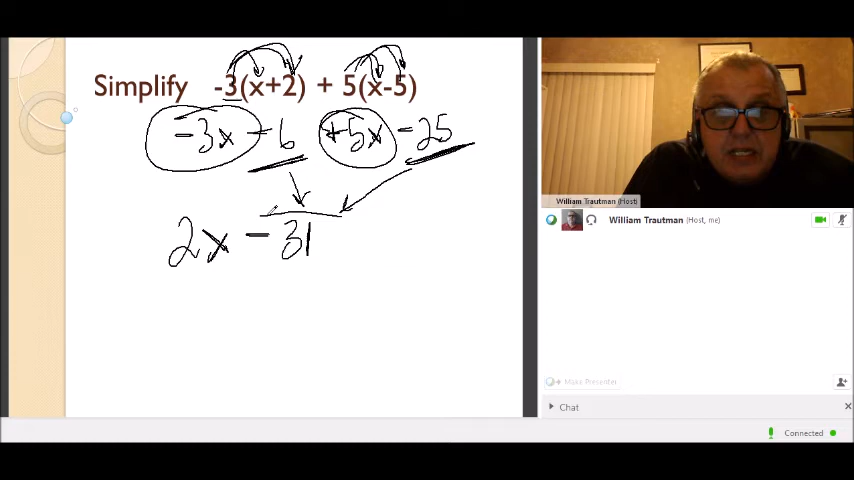 Simplify -3(x+2) + 5(x-5)
-3x -6 +5x -25
2x - 31
William Trautman (Host)
William Trautman (Host, me)
Make Presenter
Chat
Connected